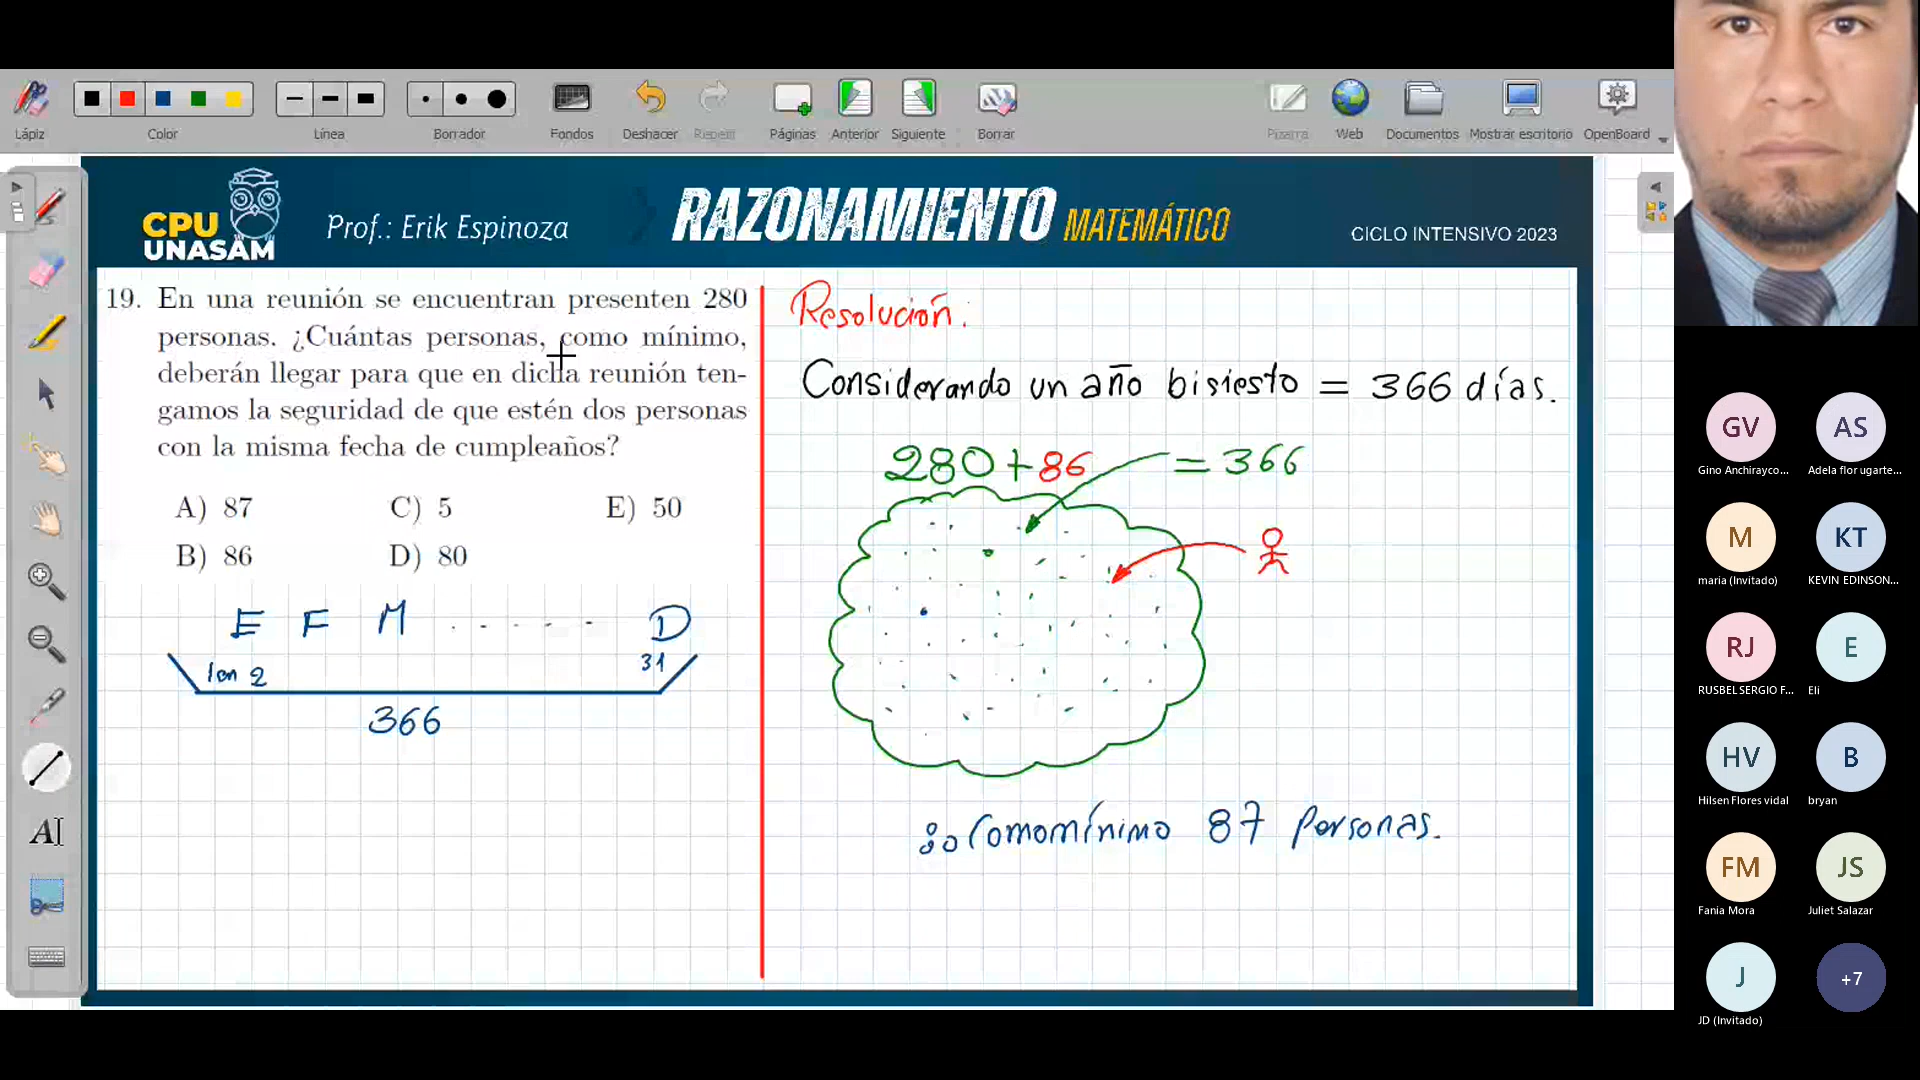 Lápiz
Color
Línea
Borrador
Fondos
Deshacer
Repetir
Páginas
Anterior
Siguiente
Borrar
Pizarra
Web
Documentos
Mostrar escritorio
OpenBoard
CPU
UNASAM
Prof.: Erik Espinoza
RAZONAMIENTO MATEMÁTICO
CICLO INTENSIVO 2023
19. En una reunión se encuentran presenten 280
personas. ¿Cuántas personas, como mínimo,
deberán llegar para que en dicha reunión ten-
gamos la seguridad de que estén dos personas
con la misma fecha de cumpleaños?
A) 87 C) 5 E) 50
B) 86 D) 80
E F M . - . - - - D
1 on 2 31
366
Resolución.
Considerando un año bisiesto = 366 días.
280+86 = 366
Como mínimo 87 personas.
AI
GV
Gino Anchirayco...
AS
Adela flor ugarte...
M
maria (Invitado)
KT
KEVIN EDINSON...
RJ
RUSBEL SERGIO F...
E
Eli
HV
Hilsen Flores vidal
B
bryan
FM
Fania Mora
JS
Juliet Salazar
J
JD (Invitado)
+7